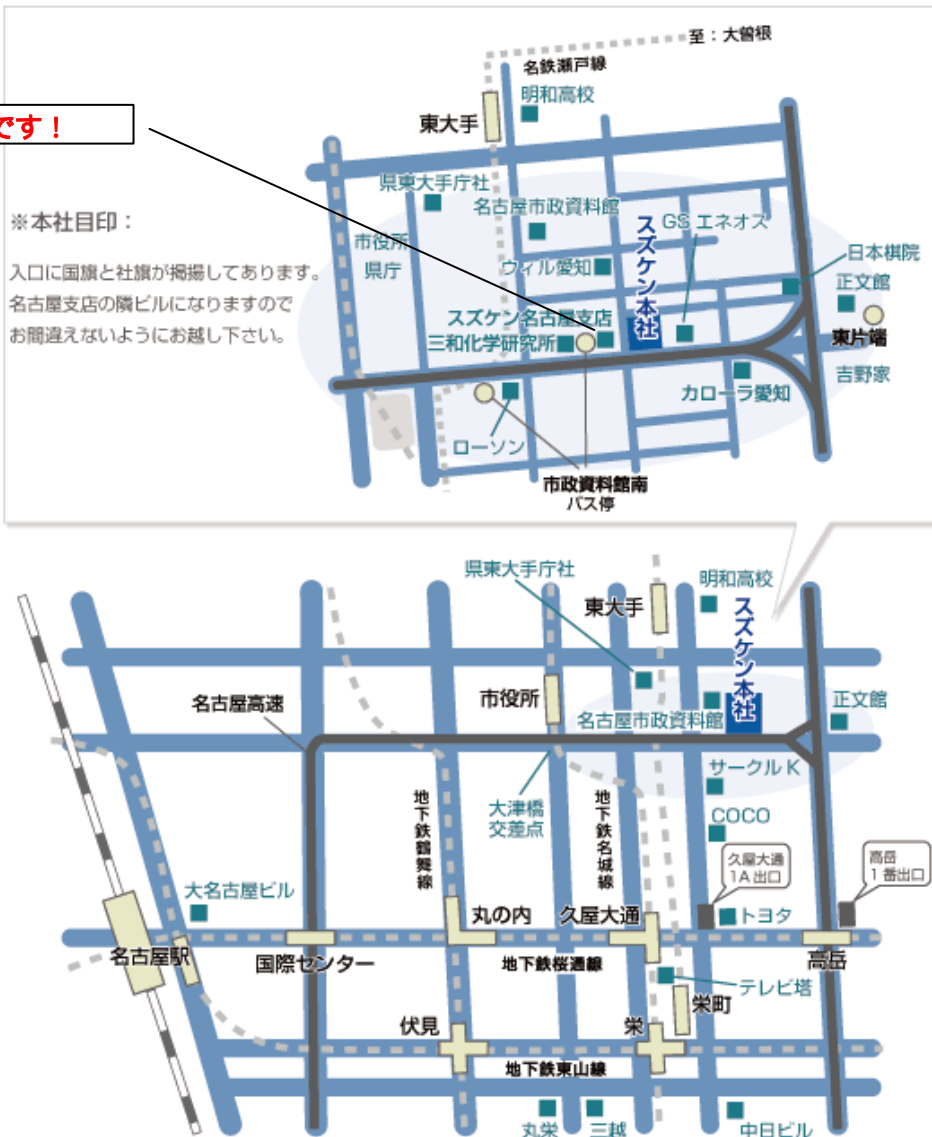 至：大曽根
名鉄瀬戸線
明和高校
東大手
です！
県東大手庁社
名古屋市政資料館
スズケン本社
GS エネオス
※本社目印：
市役所
県庁
ウィル愛知
日本棋院
正文館
入口に国旗と社旗が掲揚してあります。
名古屋支店の隣ビルになりますので
お間違えないようにお越し下さい。
スズケン名古屋支店
三和化学研究所
東片端
吉野家
カローラ愛知
ローソン
市政資料館南
バス停
県東大手庁社
明和高校
東大手
スズケン本社
市役所
名古屋高速
名古屋市政資料館
正文館
サークル K
大津橋
交差点
地下鉄鶴舞線
地下鉄名城線
COCO
久屋大通
1A 出口
高岳
1 番出口
大名古屋ビル
丸の内
久屋大通
トヨタ
名古屋駅
国際センター
地下鉄桜通線
高岳
テレビ塔
栄町
伏見
栄
地下鉄東山線
丸栄
三越
中日ビル